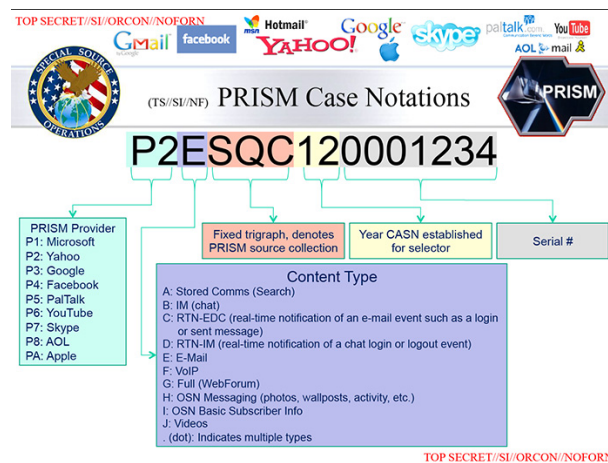 TOP SECRET//SI//ORCON//NOFORN
Gmail
by Google
facebook
msn
Hotmail
YAHOO!
Google
skype
paltalk.com
YouTube
AOL mail
SPECIAL SOURCE
OPERATIONS
(TS//SI//NF) PRISM Case Notations
PRISM
P2ESQC120001234
PRISM Provider
P1: Microsoft
P2: Yahoo
P3: Google
P4: Facebook
P5: PalTalk
P6: YouTube
P7: Skype
P8: AOL
PA: Apple
Fixed trigraph, denotes
PRISM source collection
Year CASN established
for selector
Serial #
Content Type
A: Stored Comms (Search)
B: IM (chat)
C: RTN-EDC (real-time notification of an e-mail event such as a login
or sent message)
D: RTN-IM (real-time notification of a chat login or logout event)
E: E-Mail
F: VoIP
G: Full (WebForum)
H: OSN Messaging (photos, wallposts, activity, etc.)
I: OSN Basic Subscriber Info
J: Videos
. (dot): Indicates multiple types
TOP SECRET//SI//ORCON//NOFORN